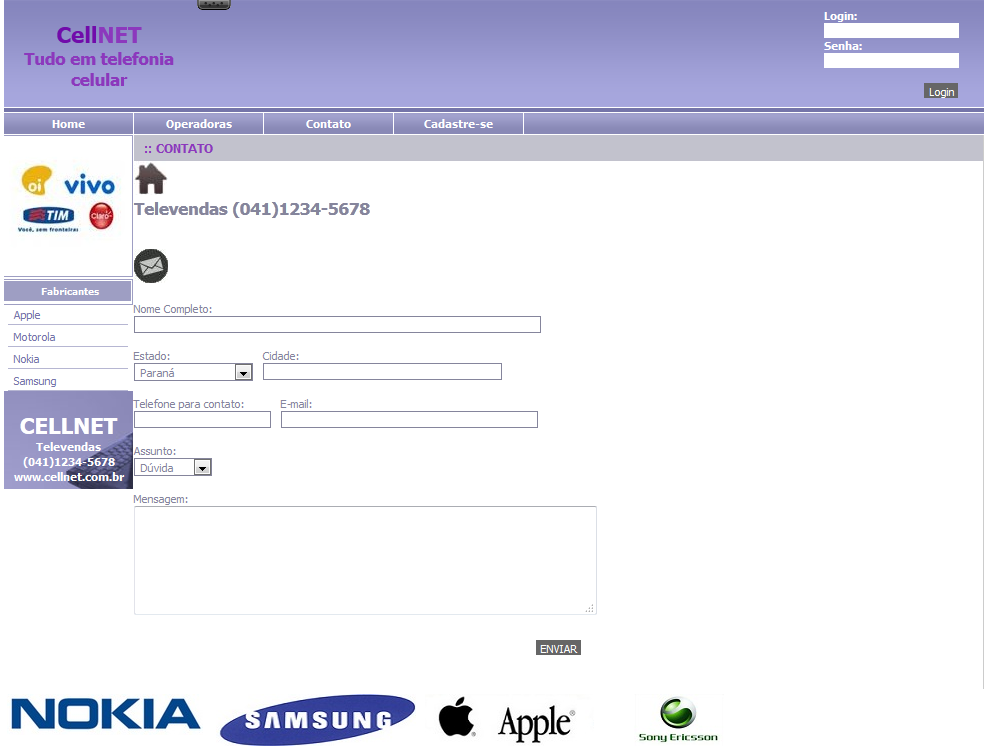 CellNET
Tudo em telefonia
celular
Login:
Senha:
Login
Home Operadoras Contato Cadastre-se
:: CONTATO
oi
vivo
TIM
Claro
Você, sem fronteiras
Televendas (041)1234-5678
Fabricantes
Apple
Motorola
Nokia
Samsung
CELLNET
Televendas
(041)1234-5678
www.cellnet.com.br
Nome Completo:
Estado: Cidade:
Paraná
Telefone para contato: E-mail:
Assunto:
Dúvida
Mensagem:
ENVIAR
NOKIA SAMSUNG Apple® Sony Ericsson